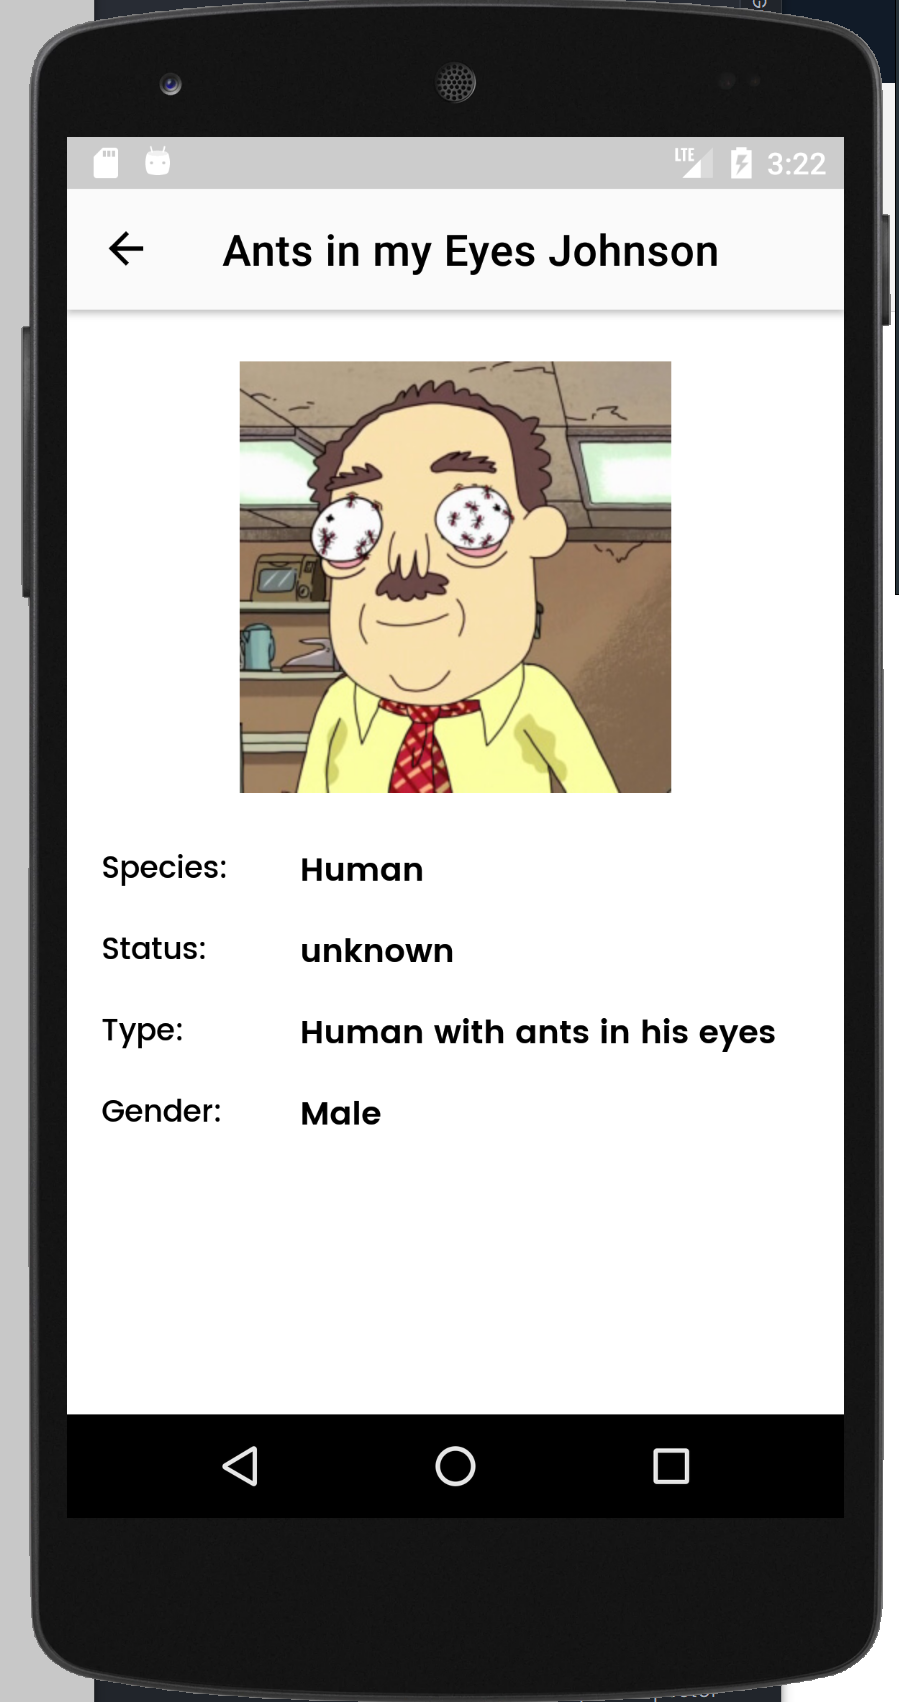 LTE 3:22
Ants in my Eyes Johnson
Species: Human
Status: unknown
Type: Human with ants in his eyes
Gender: Male